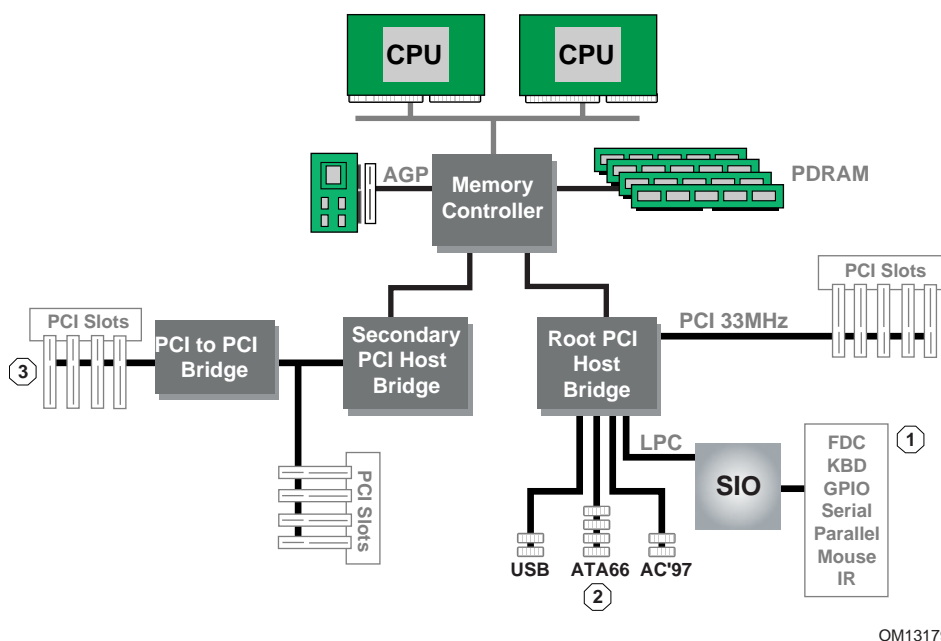 CPU
CPU
AGP
Memory
Controller
PDRAM
PCI Slots
PCI Slots
PCI to PCI
Bridge
Secondary
PCI Host
Bridge
Root PCI
Host
Bridge
PCI 33MHz
3
PCI Slots
LPC
SIO
1
FDC
KBD
GPIO
Serial
Parallel
Mouse
IR
USB
ATA66
AC'97
2